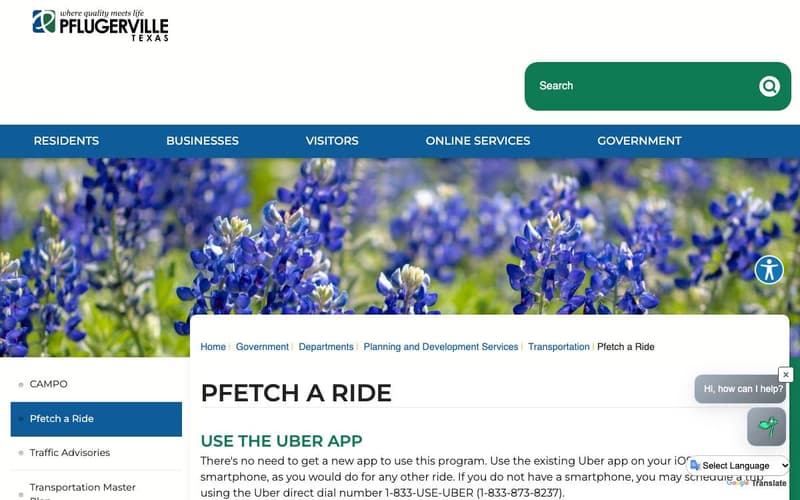 where quality meets life
PFLUGERVILLE
TEXAS
Search
RESIDENTS
BUSINESSES
VISITORS
ONLINE SERVICES
GOVERNMENT
Home
Government
Departments
Planning and Development Services
Transportation
Pfetch a Ride
CAMPO
Pfetch a Ride
Traffic Advisories
Transportation Master
Plan
PFETCH A RIDE
USE THE UBER APP
There's no need to get a new app to use this program. Use the existing Uber app on your iOS
smartphone, as you would do for any other ride. If you do not have a smartphone, you may schedule a trip
using the Uber direct dial number 1-833-USE-UBER (1-833-873-8237).
Hi, how can I help?
Select Language
Google Translate